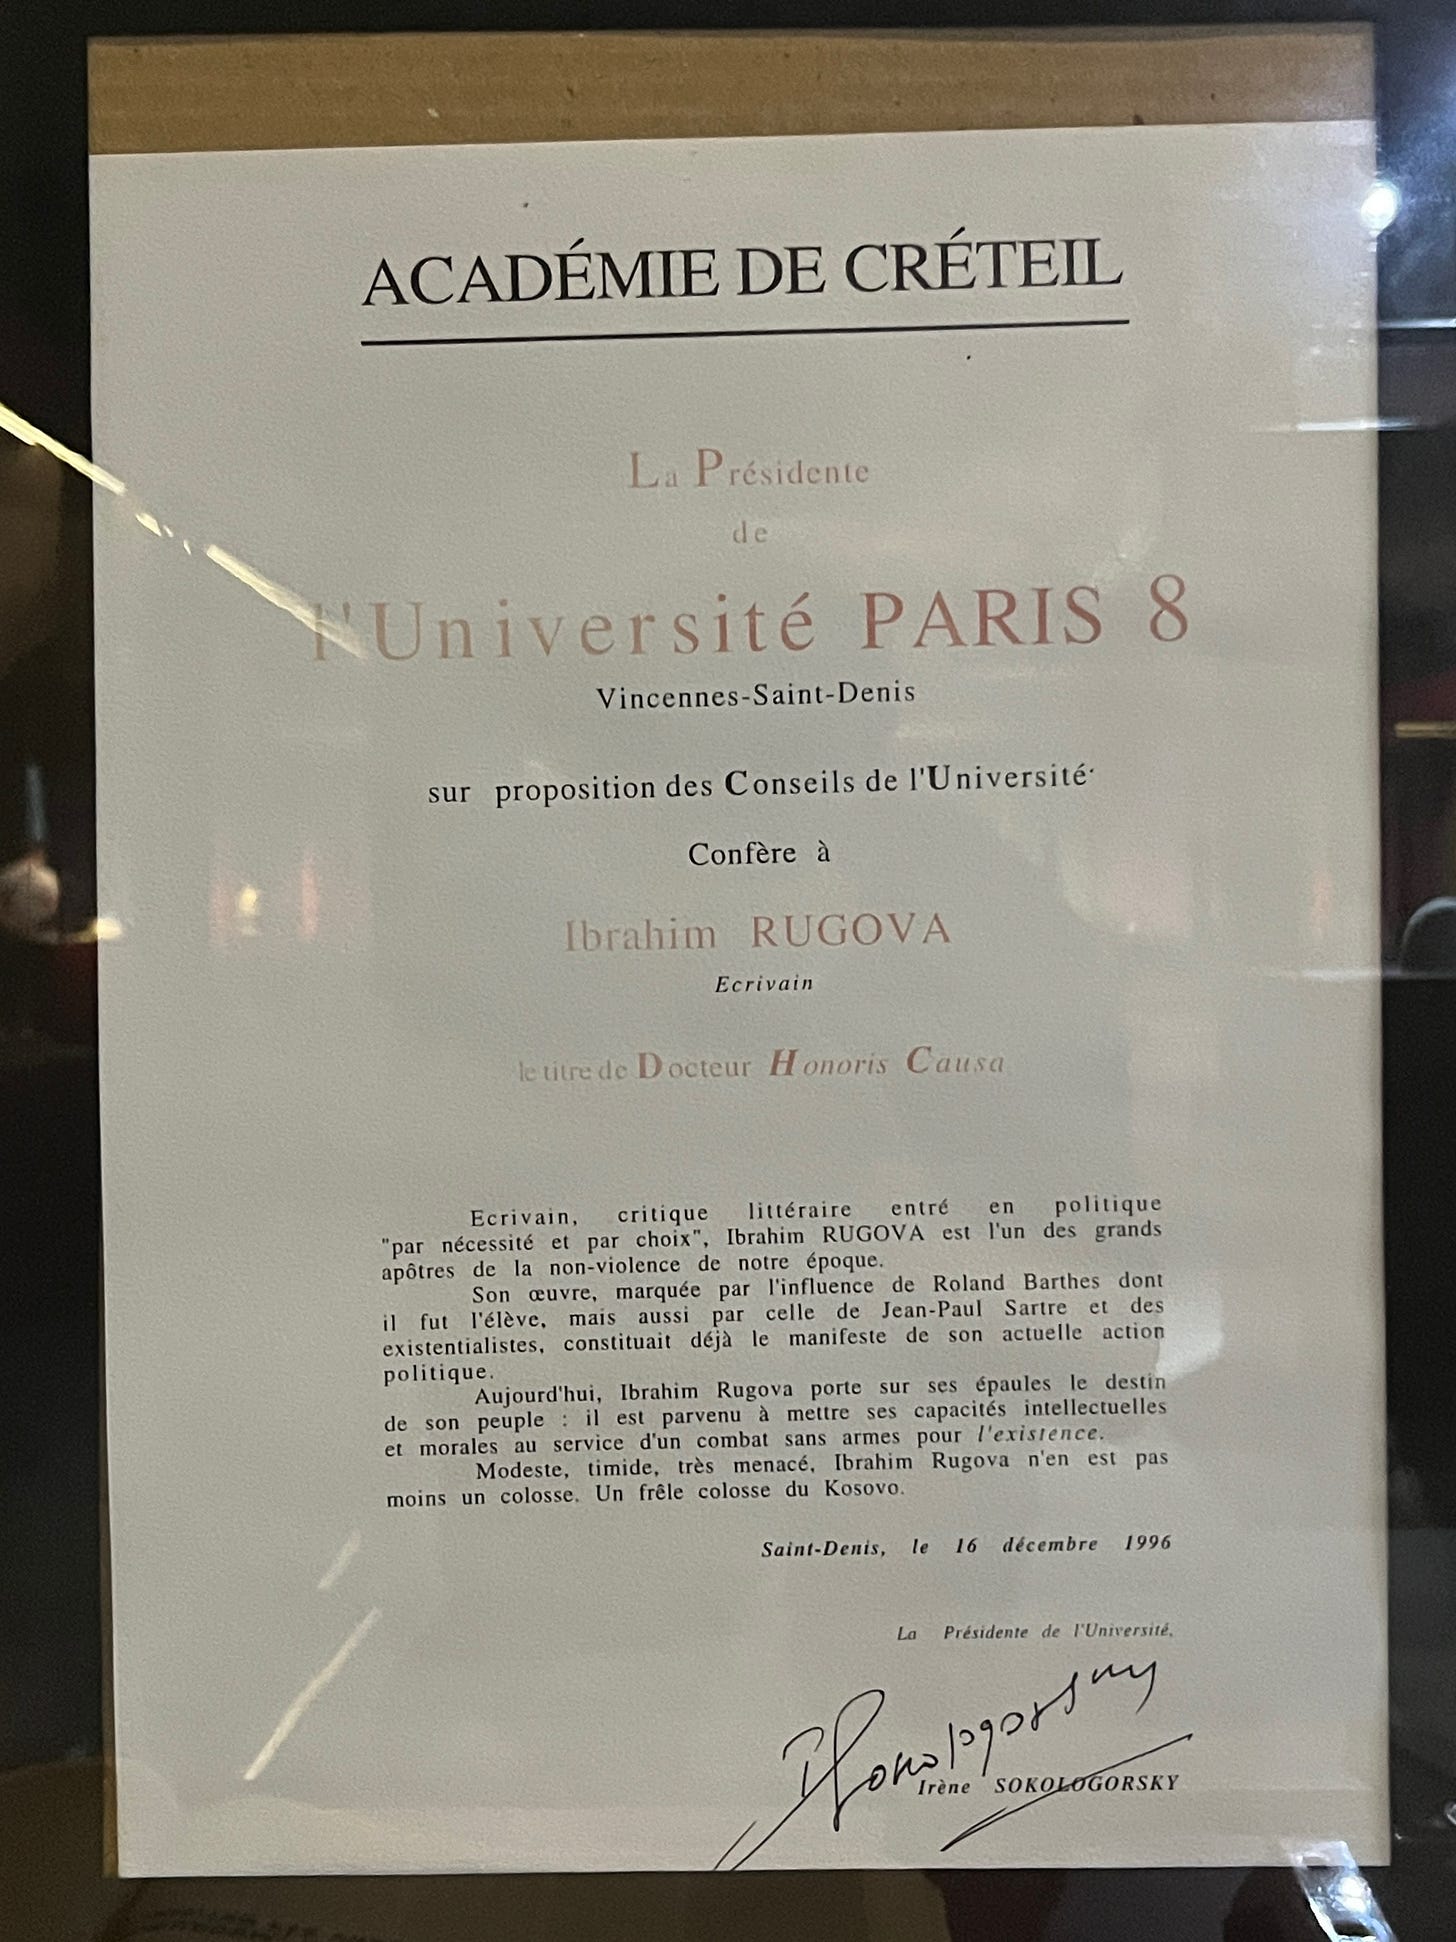 ACADÉMIE DE CRÉTEIL
La Présidente
de
l'Université PARIS 8
Vincennes-Saint-Denis
sur proposition des Conseils de l'Université
Confère à
Ibrahim RUGOVA
Ecrivain
le titre de Docteur Honoris Causa
Ecrivain, critique littéraire entré en politique
"par nécessité et par choix", Ibrahim RUGOVA est l'un des grands
apôtres de la non-violence de notre époque.
Son œuvre, marquée par l'influence de Roland Barthes dont
il fut l'élève, mais aussi par celle de Jean-Paul Sartre et des
existentialistes, constituait déjà le manifeste de son actuelle action
politique.
Aujourd'hui, Ibrahim Rugova porte sur ses épaules le destin
de son peuple : il est parvenu à mettre ses capacités intellectuelles
et morales au service d'un combat sans armes pour l'existence.
Modeste, timide, très menacé, Ibrahim Rugova n'en est pas
moins un colosse. Un frêle colosse du Kosovo.
Saint-Denis, le 16 décembre 1996
La Présidente de l'Université,
I Sokologorsky
Irène SOKOLOGORSKY